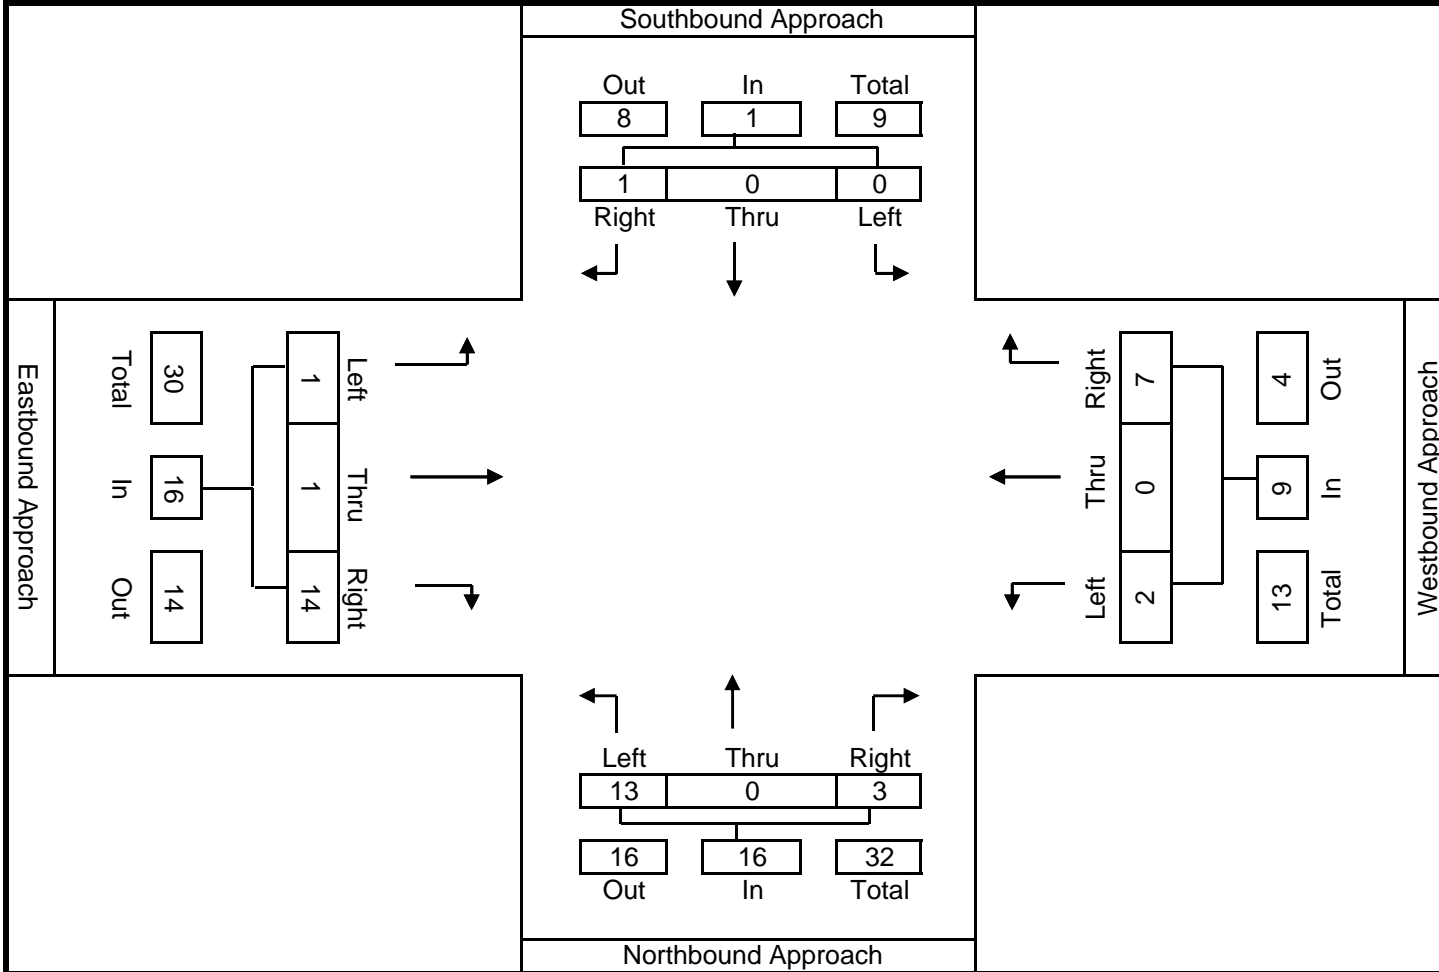 Southbound Approach
Out In Total
8 1 9
1 0 0
Right Thru Left
Eastbound Approach
Total In Out
30 16 14
1 1 14
Left Thru Right
Right Thru Left
7 0 2
4 9 13
Out In Total
Westbound Approach
Left Thru Right
13 0 3
16 16 32
Out In Total
Northbound Approach